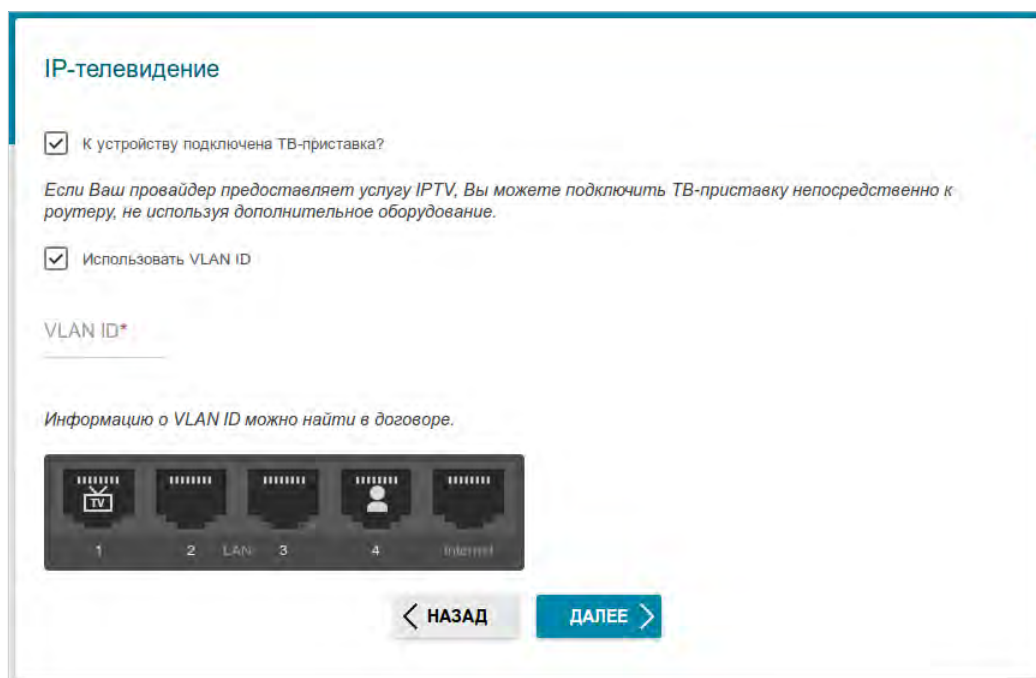 IP-телевидение
К устройству подключена ТВ-приставка?
Если Ваш провайдер предоставляет услугу IPTV, Вы можете подключить ТВ-приставку непосредственно к
роутеру, не используя дополнительное оборудование.
Использовать VLAN ID
VLAN ID*
Информацию о VLAN ID можно найти в договоре.
TV
1 2 LAN 3 4 Internet
НАЗАД ДАЛЕЕ